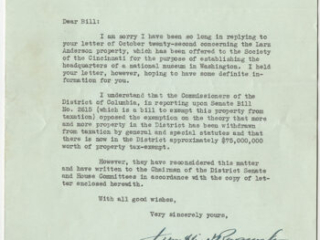 Dear Bill:
I am sorry I have been so long in replying to
your letter of October twenty-second concerning the Larz
Anderson property, which has been offered to the Society
of the Cincinnati for the purpose of establishing the
headquarters of a national museum in Washington. I held
your letter, however, hoping to have some definite in-
formation for you.
I understand that the Commissioners of the
District of Columbia, in reporting upon Senate Bill
No. 2613 (which is a bill to exempt this property from
taxation) opposed the exemption on the theory that more
and more property in the District has been withdrawn
from taxation by general and special statutes and that
there is now in the District approximately $75,000,000
worth of property tax-exempt.
However, they have reconsidered this matter
and have written to the Chairmen of the District Senate
and House Committees in accordance with the copy of let-
ter enclosed herewith.
With all good wishes,
Very sincerely yours,